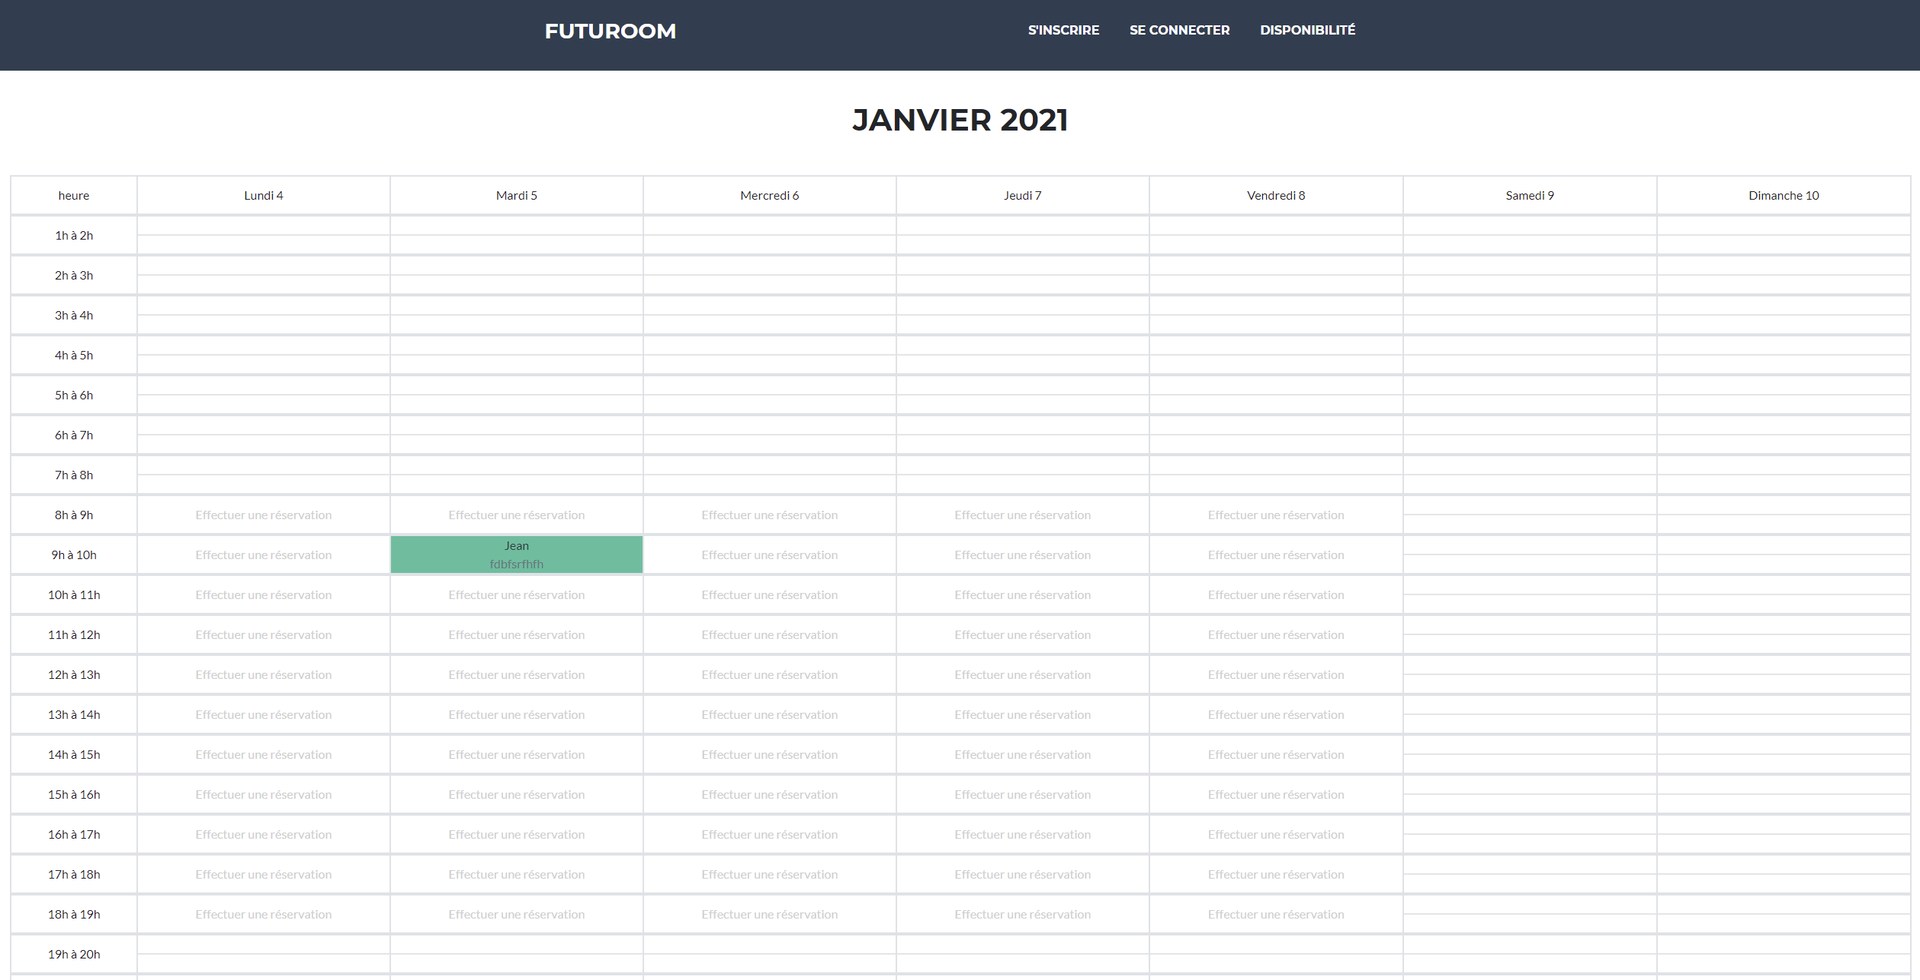 FUTUROOM
S'INSCRIRE SE CONNECTER DISPONIBILITÉ
JANVIER 2021
heure Lundi 4 Mardi 5 Mercredi 6 Jeudi 7 Vendredi 8 Samedi 9 Dimanche 10
1h à 2h
2h à 3h
3h à 4h
4h à 5h
5h à 6h
6h à 7h
7h à 8h
8h à 9h Effectuer une réservation Effectuer une réservation Effectuer une réservation Effectuer une réservation Effectuer une réservation
9h à 10h Effectuer une réservation Jean Effectuer une réservation Effectuer une réservation Effectuer une réservation
fdbfsrfhfh
10h à 11h Effectuer une réservation Effectuer une réservation Effectuer une réservation Effectuer une réservation Effectuer une réservation
11h à 12h Effectuer une réservation Effectuer une réservation Effectuer une réservation Effectuer une réservation Effectuer une réservation
12h à 13h Effectuer une réservation Effectuer une réservation Effectuer une réservation Effectuer une réservation Effectuer une réservation
13h à 14h Effectuer une réservation Effectuer une réservation Effectuer une réservation Effectuer une réservation Effectuer une réservation
14h à 15h Effectuer une réservation Effectuer une réservation Effectuer une réservation Effectuer une réservation Effectuer une réservation
15h à 16h Effectuer une réservation Effectuer une réservation Effectuer une réservation Effectuer une réservation Effectuer une réservation
16h à 17h Effectuer une réservation Effectuer une réservation Effectuer une réservation Effectuer une réservation Effectuer une réservation
17h à 18h Effectuer une réservation Effectuer une réservation Effectuer une réservation Effectuer une réservation Effectuer une réservation
18h à 19h Effectuer une réservation Effectuer une réservation Effectuer une réservation Effectuer une réservation Effectuer une réservation
19h à 20h